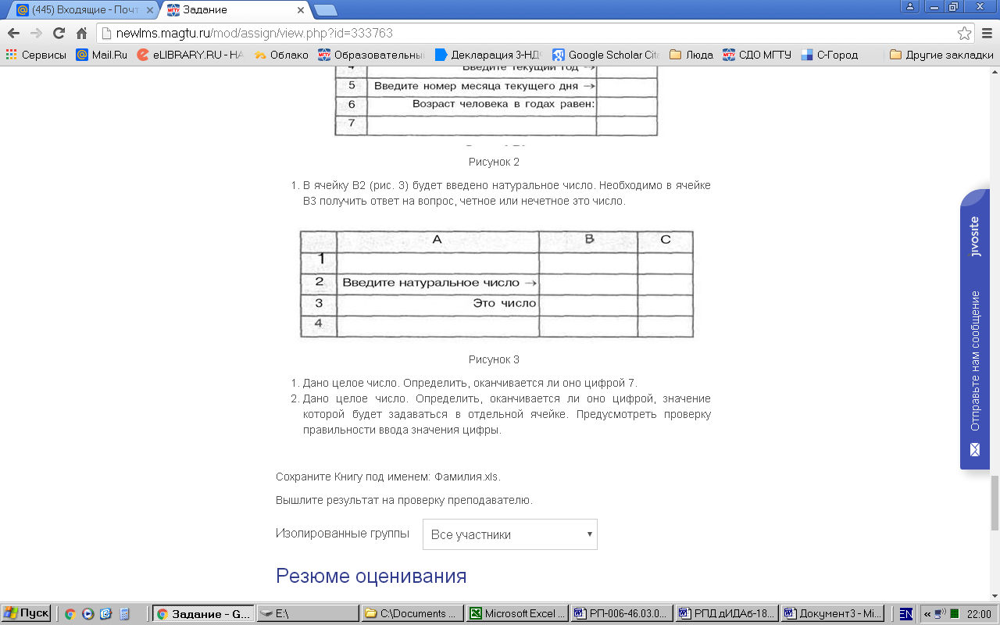 (445) Входящие - Почт
Задание
newlms.magtu.ru/mod/assign/view.php?id=333763
Сервисы Mail.Ru eLIBRARY.RU - НА Облако Образовательны Декларация 3-НДФ Google Scholar Cita Люда СДО МГТУ С-Город Другие закладки
4 Введите текущий год →
5 Введите номер месяца текущего дня →
6 Возраст человека в годах равен:
7
Рисунок 2
1. В ячейку B2 (рис. 3) будет введено натуральное число. Необходимо в ячейке
B3 получить ответ на вопрос, четное или нечетное это число.
A B C
1
2 Введите натуральное число →
3 Это число
4
Рисунок 3
1. Дано целое число. Определить, оканчивается ли оно цифрой 7.
2. Дано целое число. Определить, оканчивается ли оно цифрой, значение
которой будет задаваться в отдельной ячейке. Предусмотреть проверку
правильности ввода значения цифры.
Сохраните Книгу под именем: Фамилия.xls.
Вышлите результат на проверку преподавателю.
Изолированные группы Все участники
Резюме оценивания
jivosite
Отправьте нам сообщение
Пуск Задание - G... E:\ C:\Documents ... Microsoft Excel ... РП-006-46.03.0... РПД дИДАб-18... Документ3 - Mi... EN « 22:00